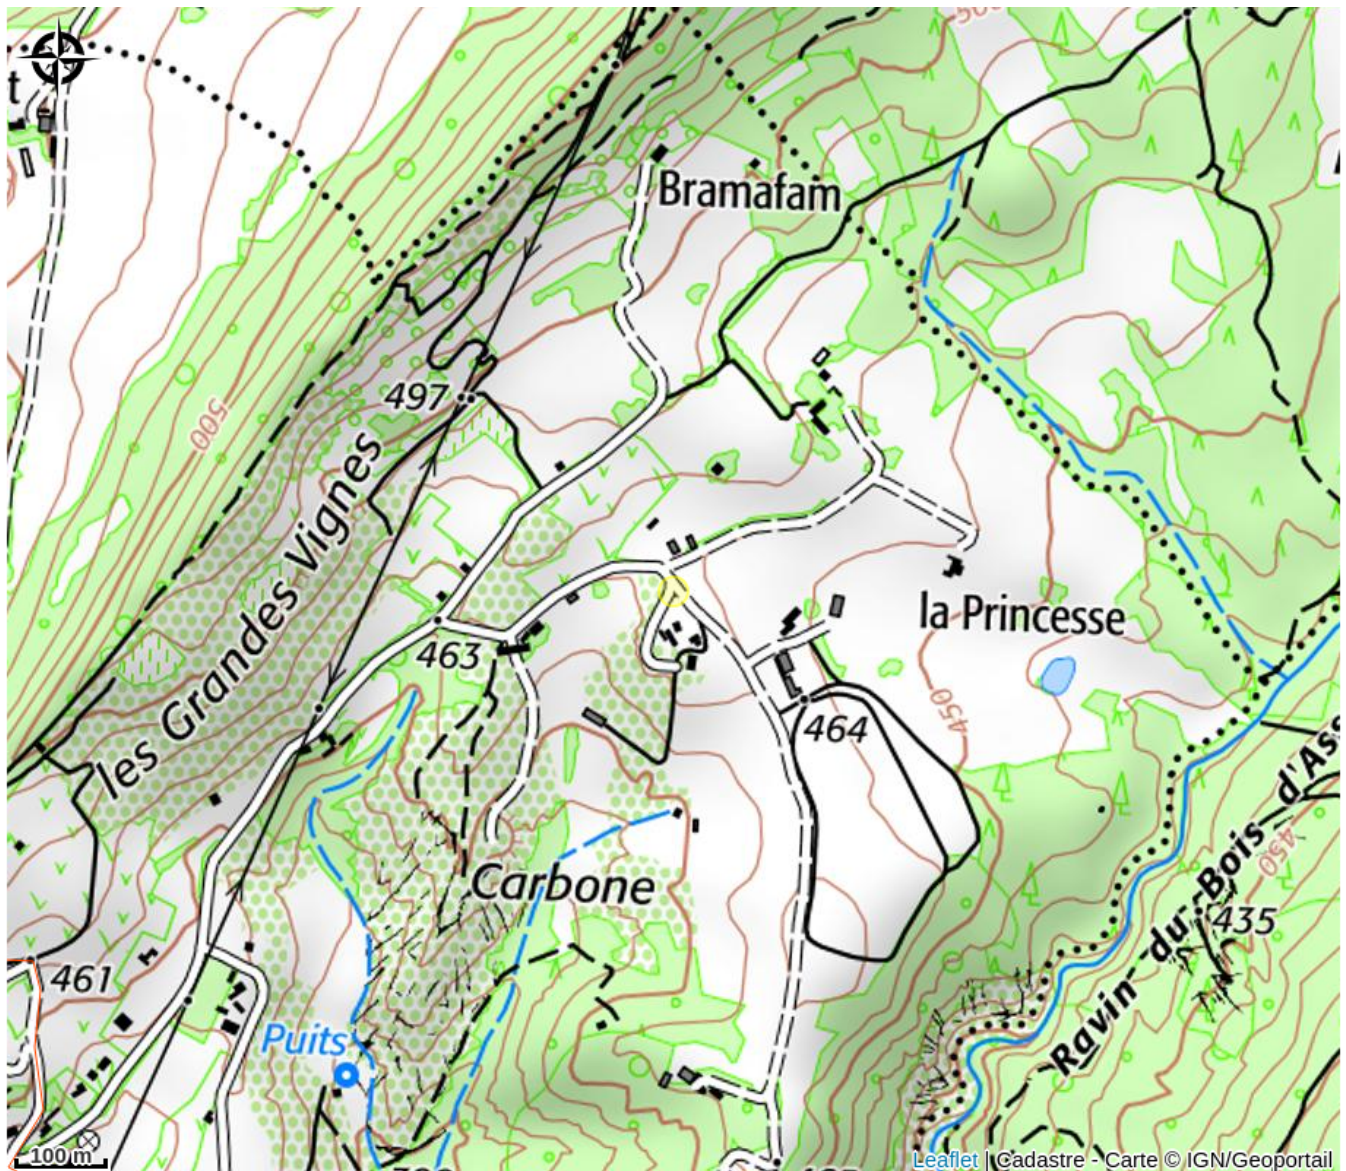 500
t
Bramafam
497
500
les Grandes Vignes
463
la Princesse
464
450
Carbone
450
Ravin du Bois d'Ass
435
461
Puits
100 m
Leaflet | Cadastre - Carte © IGN/Geoportail